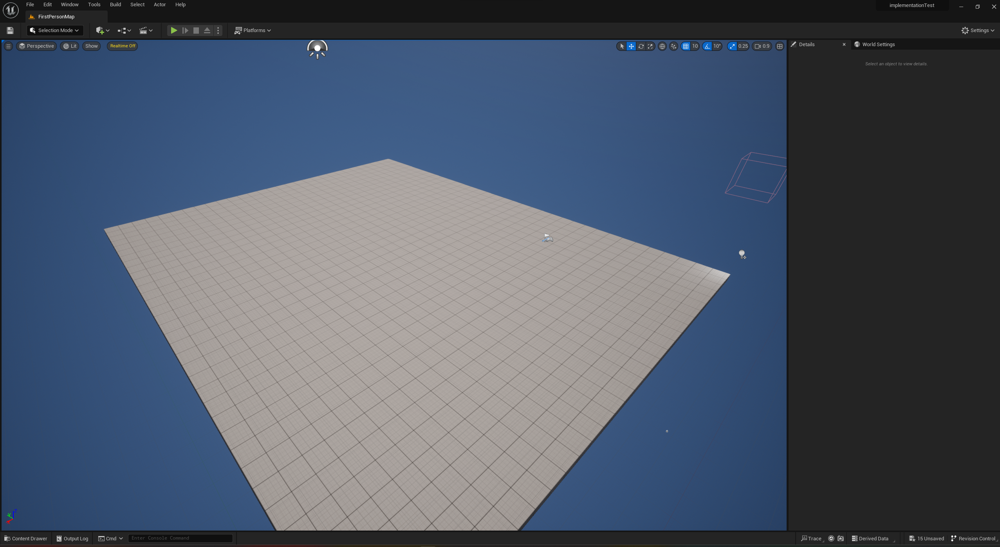 File Edit Window Tools Build Select Actor Help
implementationTest
FirstPersonMap
Selection Mode
Platforms
Settings
Perspective Lit Show Realtime Off
10 10° 0.25 0.9
Details World Settings
Select an object to view details.
Z
Y
X
Content Drawer Output Log Cmd Enter Console Command
Trace Derived Data 15 Unsaved Revision Control